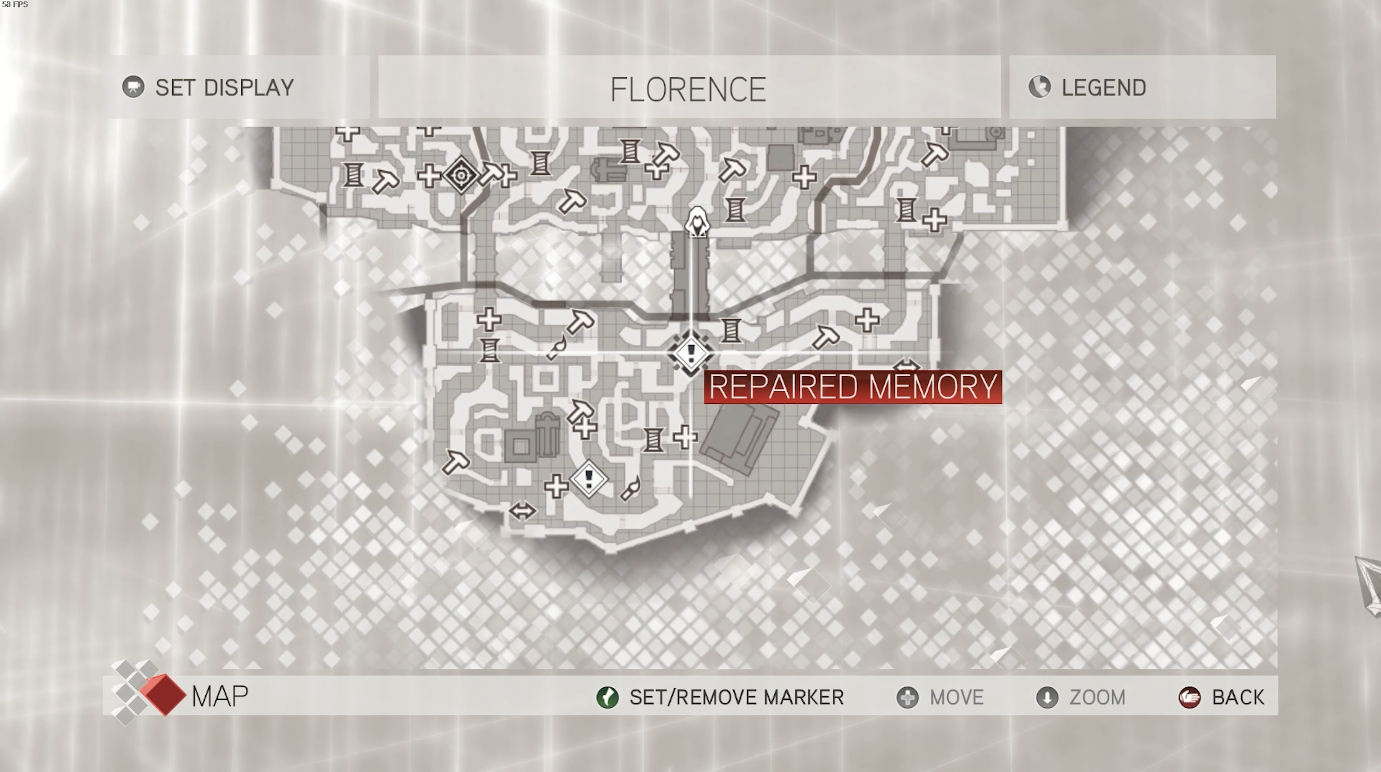 58 FPS
SET DISPLAY
FLORENCE
LEGEND
REPAIRED MEMORY
MAP
SET/REMOVE MARKER
MOVE
ZOOM
BACK